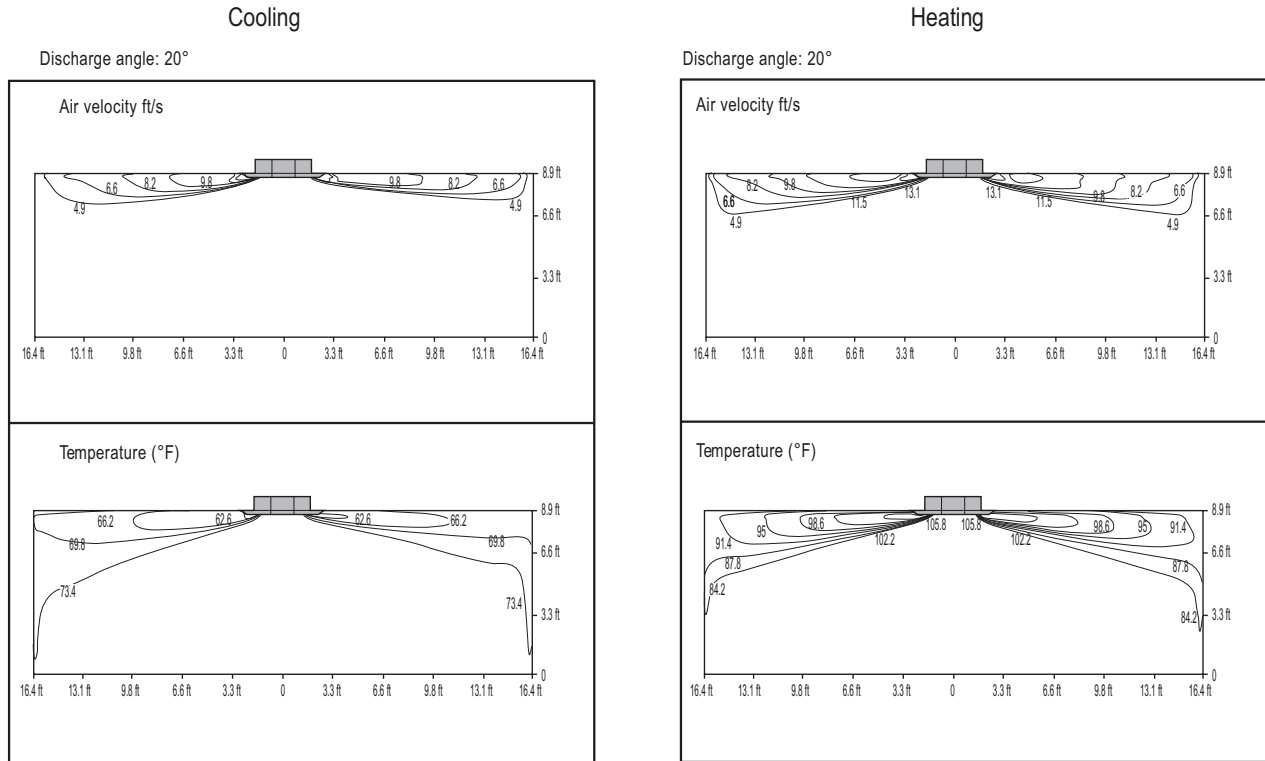 Cooling
Heating
Discharge angle: 20°
Discharge angle: 20°
Air velocity ft/s
4.9
6.6
8.2
9.8
9.8
8.2
6.6
4.9
8.9 ft
6.6 ft
3.3 ft
0
16.4 ft 13.1 ft 9.8 ft 6.6 ft 3.3 ft 0 3.3 ft 6.6 ft 9.8 ft 13.1 ft 16.4 ft
Air velocity ft/s
4.9
6.6
8.2
9.8
11.5
13.1
13.1
11.5
9.8
8.2
6.6
4.9
8.9 ft
6.6 ft
3.3 ft
0
16.4 ft 13.1 ft 9.8 ft 6.6 ft 3.3 ft 0 3.3 ft 6.6 ft 9.8 ft 13.1 ft 16.4 ft
Temperature (°F)
66.2
62.6
62.6
66.2
69.8
69.8
73.4
73.4
8.9 ft
6.6 ft
3.3 ft
0
16.4 ft 13.1 ft 9.8 ft 6.6 ft 3.3 ft 0 3.3 ft 6.6 ft 9.8 ft 13.1 ft 16.4 ft
Temperature (°F)
91.4
95
98.6
102.2
105.8
105.8
102.2
98.6
95
91.4
87.8
87.8
84.2
84.2
8.9 ft
6.6 ft
3.3 ft
0
16.4 ft 13.1 ft 9.8 ft 6.6 ft 3.3 ft 0 3.3 ft 6.6 ft 9.8 ft 13.1 ft 16.4 ft